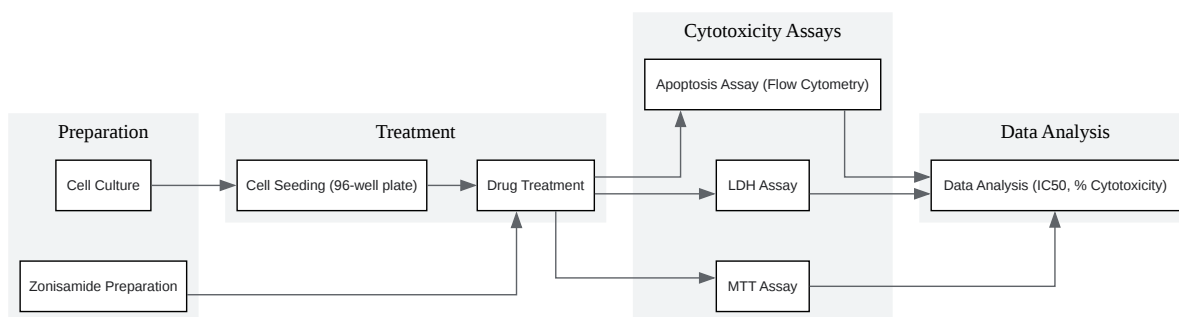 Preparation
Cell Culture
Zonisamide Preparation
Treatment
Cell Seeding (96-well plate)
Drug Treatment
Cytotoxicity Assays
Apoptosis Assay (Flow Cytometry)
LDH Assay
MTT Assay
Data Analysis
Data Analysis (IC50, % Cytotoxicity)